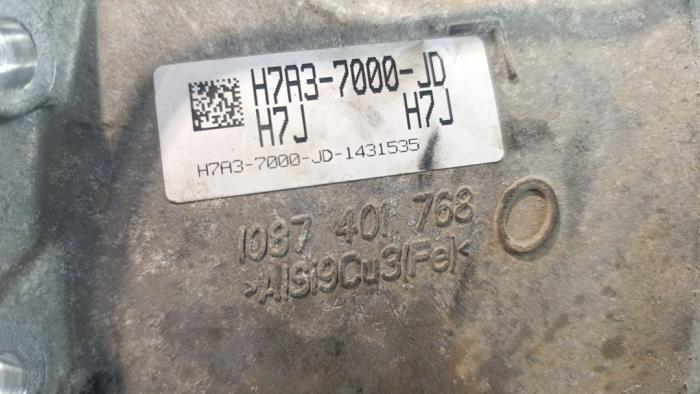 H7A3-7000-JD
H7J H7J
H7A3-7000-JD-1431535
1087 401 768
>AlSi9Cu3(Fe)<